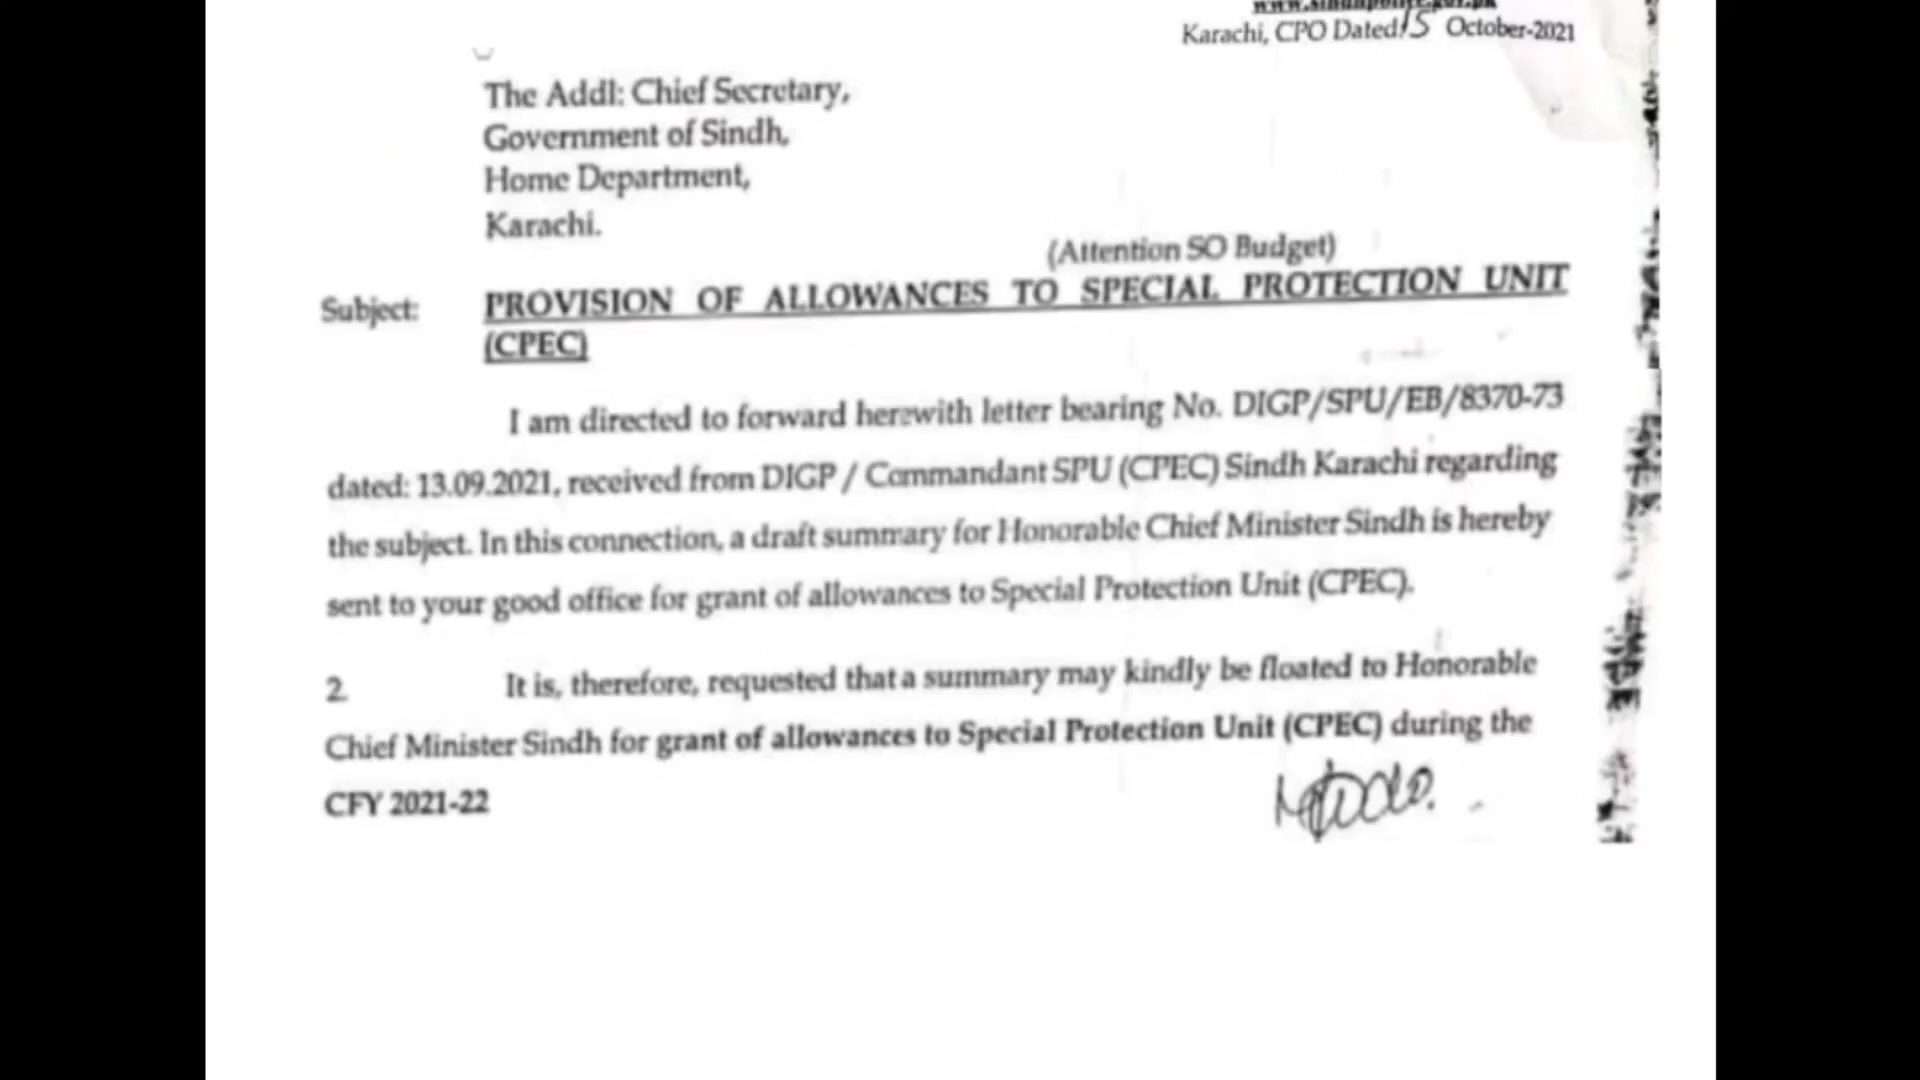 www.sindhpolice.gov.pk
Karachi, CPO Dated 15 October-2021
The Addl: Chief Secretary,
Government of Sindh,
Home Department,
Karachi.
(Attention SO Budget)
Subject: PROVISION OF ALLOWANCES TO SPECIAL PROTECTION UNIT
(CPEC)
I am directed to forward herewith letter bearing No. DIGP/SPU/EB/8370-73
dated: 13.09.2021, received from DIGP / Commandant SPU (CPEC) Sindh Karachi regarding
the subject. In this connection, a draft summary for Honorable Chief Minister Sindh is hereby
sent to your good office for grant of allowances to Special Protection Unit (CPEC).
2. It is, therefore, requested that a summary may kindly be floated to Honorable
Chief Minister Sindh for grant of allowances to Special Protection Unit (CPEC) during the
CFY 2021-22